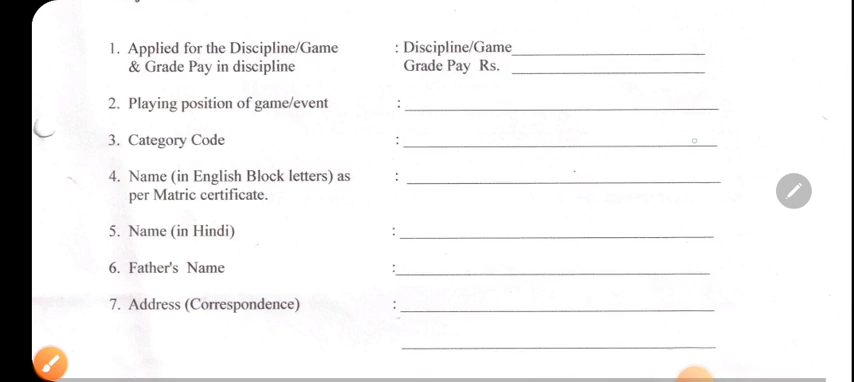 1. Applied for the Discipline/Game : Discipline/Game
& Grade Pay in discipline Grade Pay Rs.
2. Playing position of game/event :
3. Category Code :
4. Name (in English Block letters) as :
per Matric certificate.
5. Name (in Hindi) :
6. Father's Name :
7. Address (Correspondence) :